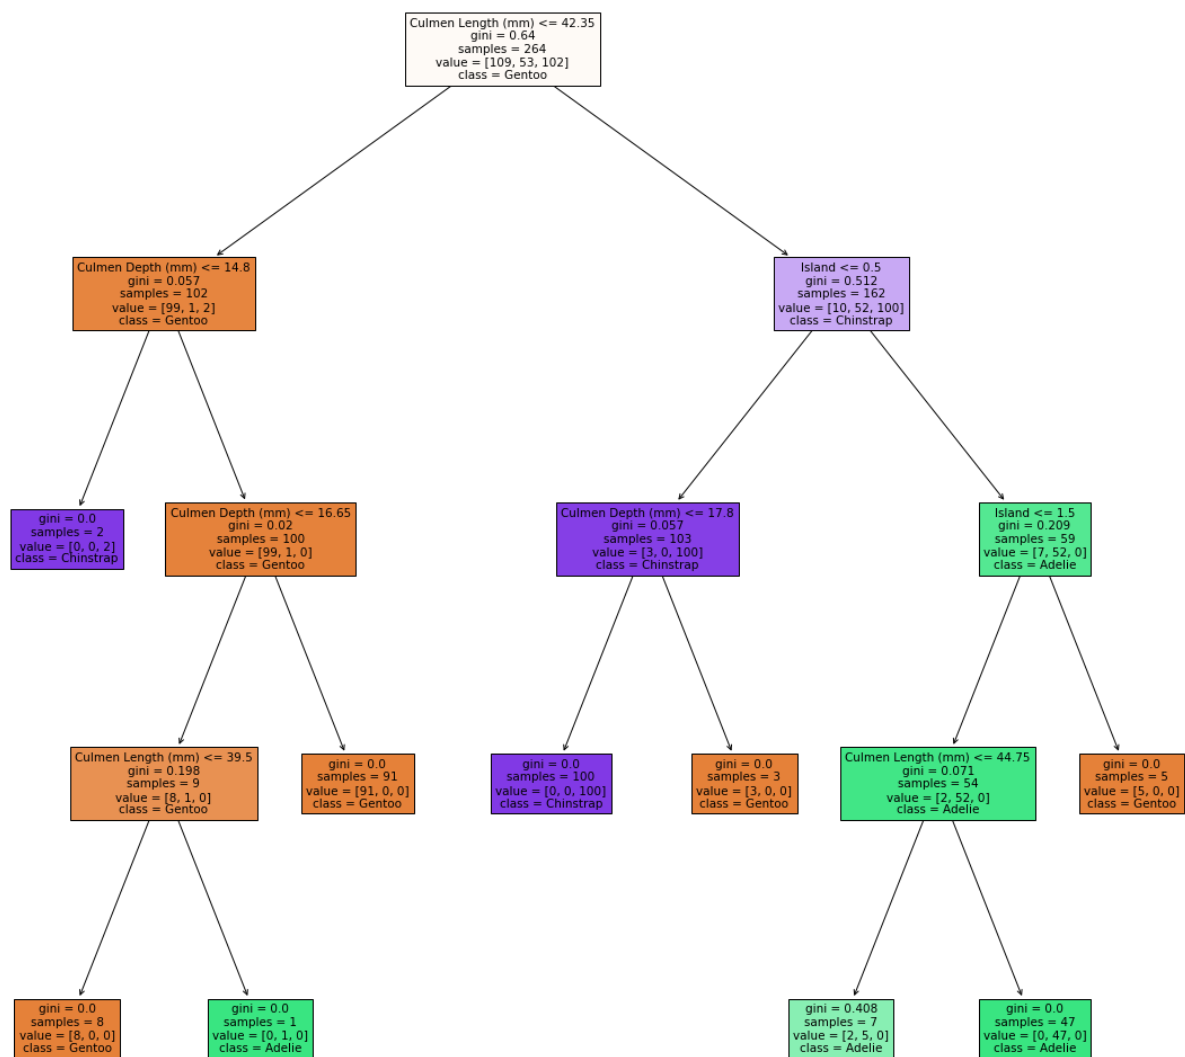 Culmen Length (mm) <= 42.35
gini = 0.64
samples = 264
value = [109, 53, 102]
class = Gentoo
Culmen Depth (mm) <= 14.8
gini = 0.057
samples = 102
value = [99, 1, 2]
class = Gentoo
Island <= 0.5
gini = 0.512
samples = 162
value = [10, 52, 100]
class = Chinstrap
gini = 0.0
samples = 2
value = [0, 0, 2]
class = Chinstrap
Culmen Depth (mm) <= 16.65
gini = 0.02
samples = 100
value = [99, 1, 0]
class = Gentoo
Culmen Depth (mm) <= 17.8
gini = 0.057
samples = 103
value = [3, 0, 100]
class = Chinstrap
Island <= 1.5
gini = 0.209
samples = 59
value = [7, 52, 0]
class = Adelie
Culmen Length (mm) <= 39.5
gini = 0.198
samples = 9
value = [8, 1, 0]
class = Gentoo
gini = 0.0
samples = 91
value = [91, 0, 0]
class = Gentoo
gini = 0.0
samples = 100
value = [0, 0, 100]
class = Chinstrap
gini = 0.0
samples = 3
value = [3, 0, 0]
class = Gentoo
Culmen Length (mm) <= 44.75
gini = 0.071
samples = 54
value = [2, 52, 0]
class = Adelie
gini = 0.0
samples = 5
value = [5, 0, 0]
class = Gentoo
gini = 0.0
samples = 8
value = [8, 0, 0]
class = Gentoo
gini = 0.0
samples = 1
value = [0, 1, 0]
class = Adelie
gini = 0.408
samples = 7
value = [2, 5, 0]
class = Adelie
gini = 0.0
samples = 47
value = [0, 47, 0]
class = Adelie